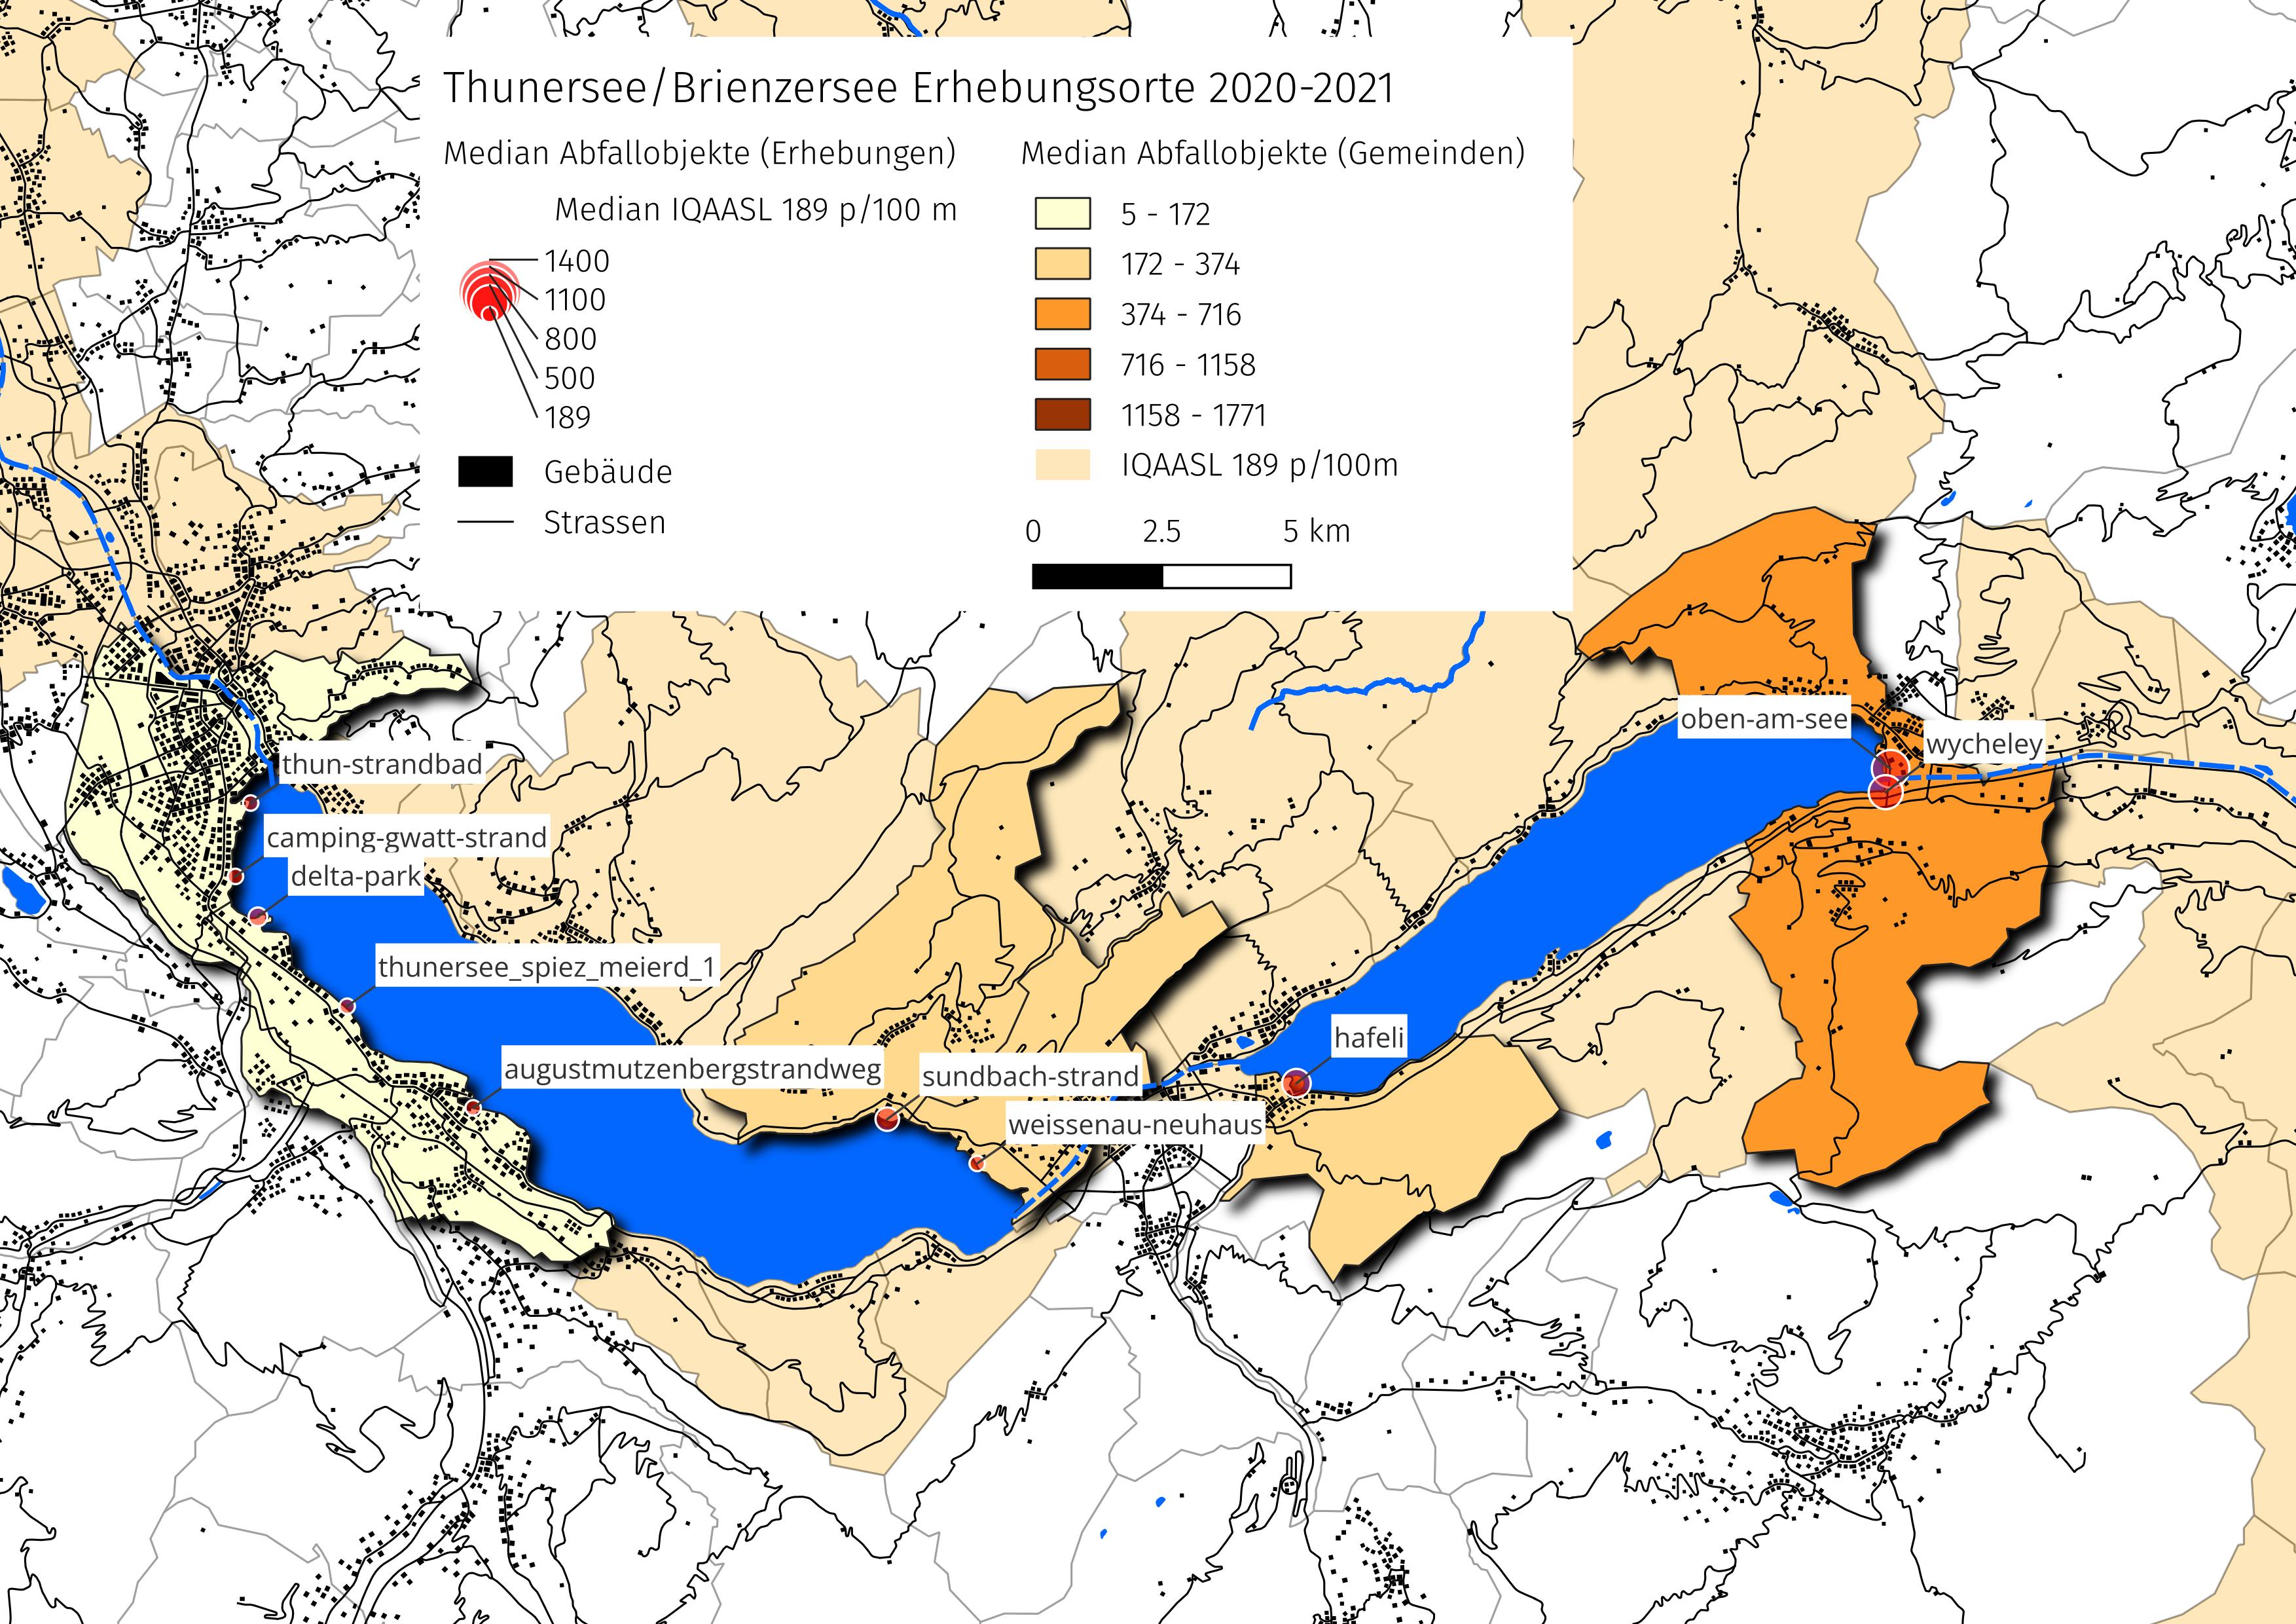 Thunersee/Brienzersee Erhebungsorte 2020-2021
Median Abfallobjekte (Erhebungen)
Median IQAASL 189 p/100 m
1400
1100
800
500
189
Gebäude
Strassen
Median Abfallobjekte (Gemeinden)
5 - 172
172 - 374
374 - 716
716 - 1158
1158 - 1771
IQAASL 189 p/100m
0 2.5 5 km
oben-am-see
wycheley
thun-strandbad
camping-gwatt-strand
delta-park
thunersee_spiez_meierd_1
hafeli
augustmutzenbergstrandweg
sundbach-strand
weissenau-neuhaus